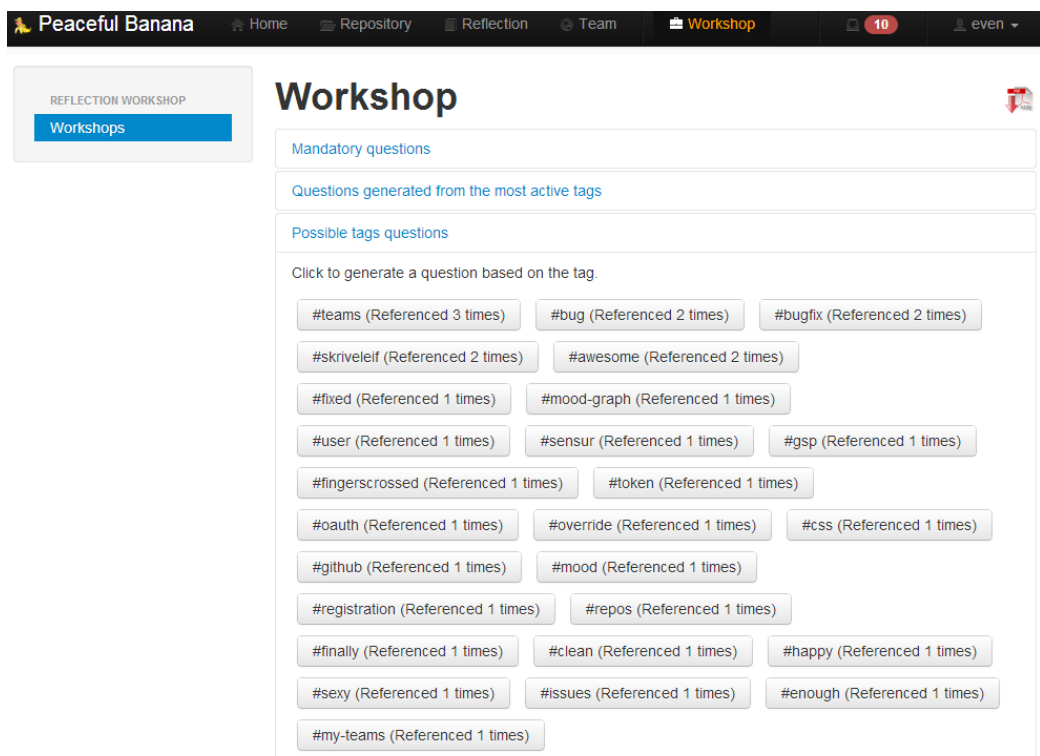 Peaceful Banana Home Repository Reflection Team Workshop 10 even
REFLECTION WORKSHOP
Workshops
Workshop
Mandatory questions
Questions generated from the most active tags
Possible tags questions
Click to generate a question based on the tag.
#teams (Referenced 3 times) #bug (Referenced 2 times) #bugfix (Referenced 2 times)
#skriveleif (Referenced 2 times) #awesome (Referenced 2 times)
#fixed (Referenced 1 times) #mood-graph (Referenced 1 times)
#user (Referenced 1 times) #sensur (Referenced 1 times) #gsp (Referenced 1 times)
#fingerscrossed (Referenced 1 times) #token (Referenced 1 times)
#oauth (Referenced 1 times) #override (Referenced 1 times) #css (Referenced 1 times)
#github (Referenced 1 times) #mood (Referenced 1 times)
#registration (Referenced 1 times) #repos (Referenced 1 times)
#finally (Referenced 1 times) #clean (Referenced 1 times) #happy (Referenced 1 times)
#sexy (Referenced 1 times) #issues (Referenced 1 times) #enough (Referenced 1 times)
#my-teams (Referenced 1 times)